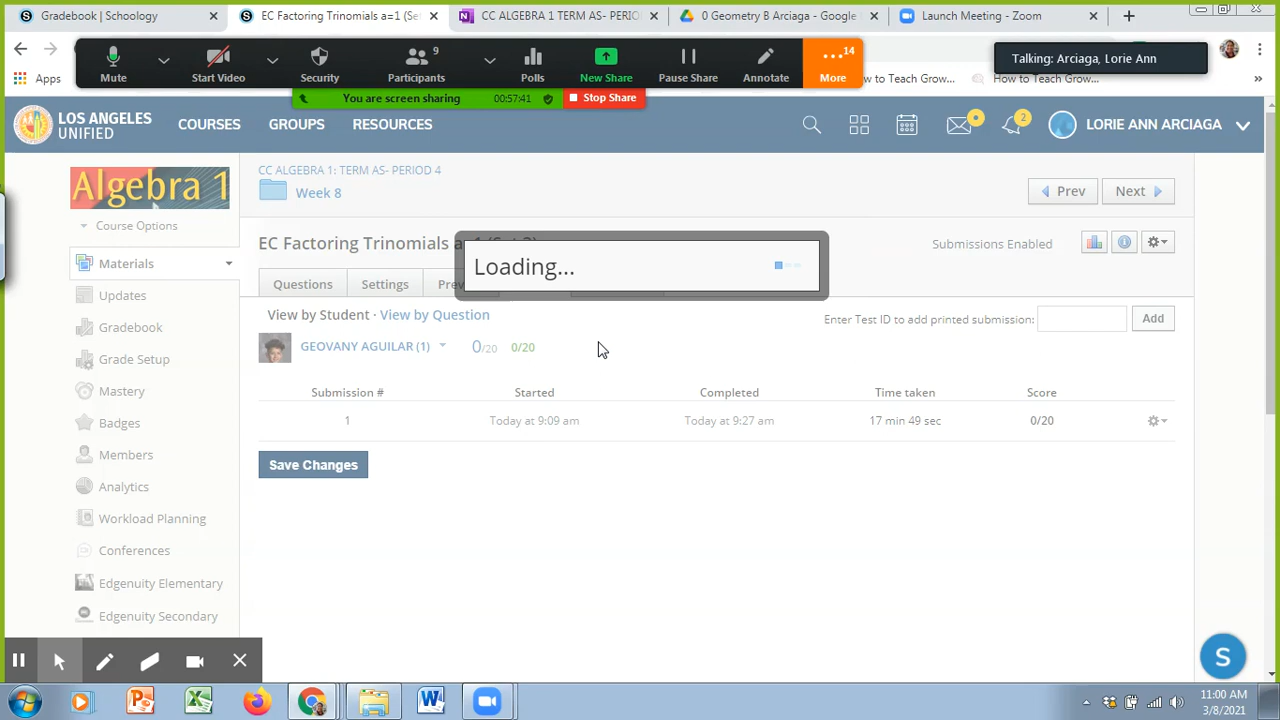 Gradebook | Schoology
EC Factoring Trinomials a=1 (Se
CC ALGEBRA 1 TERM AS- PERIO
0 Geometry B Arciaga - Google
Launch Meeting - Zoom
Apps
ow to Teach Grow...
How to Teach Grow...
Mute
Start Video
Security
9
Participants
Polls
New Share
Pause Share
Annotate
14
More
Talking: Arciaga, Lorie Ann
You are screen sharing
00:57:41
Stop Share
LOS ANGELES
UNIFIED
COURSES
GROUPS
RESOURCES
2
LORIE ANN ARCIAGA
Algebra 1
Course Options
Materials
Updates
Gradebook
Grade Setup
Mastery
Badges
Members
Analytics
Workload Planning
Conferences
Edgenuity Elementary
Edgenuity Secondary
CC ALGEBRA 1: TERM AS- PERIOD 4
Week 8
Prev
Next
EC Factoring Trinomials a=1 (Set 2)
Submissions Enabled
Loading...
Questions
Settings
Prev
View by Student · View by Question
Enter Test ID to add printed submission:
Add
GEOVANY AGUILAR (1)
0/20
0/20
Submission # Started Completed Time taken Score
1 Today at 9:09 am Today at 9:27 am 17 min 49 sec 0/20
Save Changes
S
11:00 AM
3/8/2021